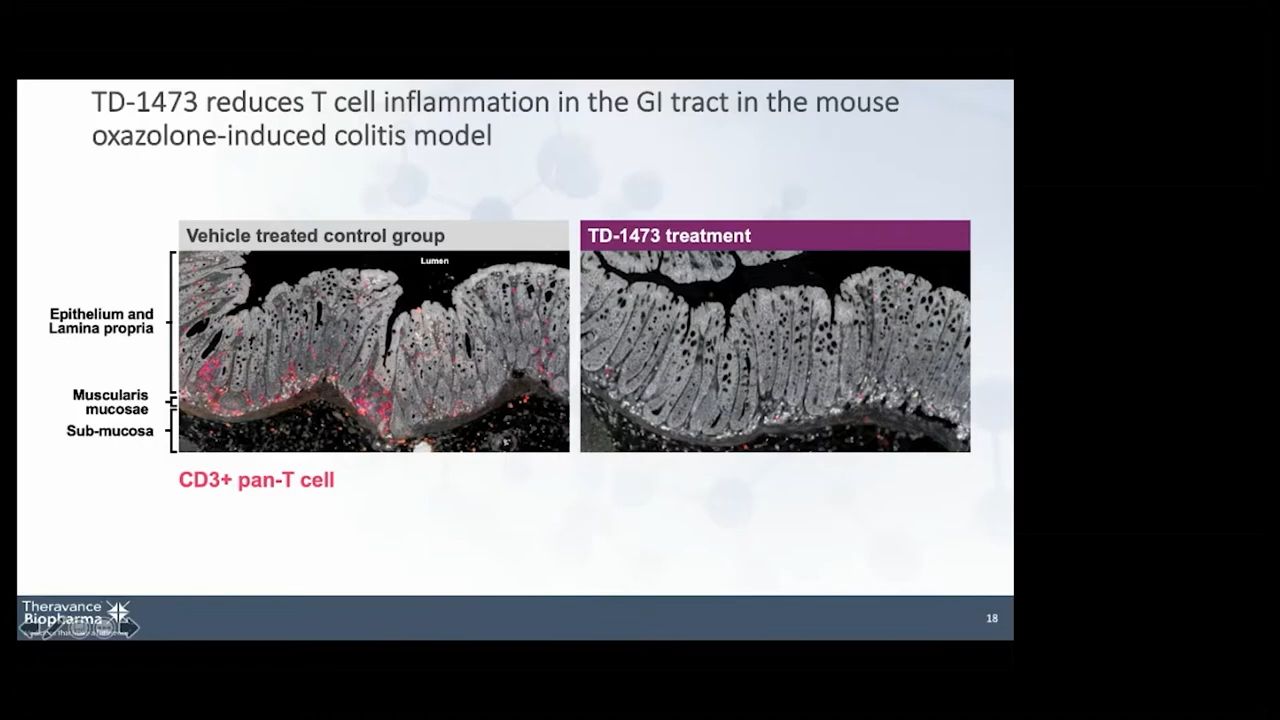 TD-1473 reduces T cell inflammation in the GI tract in the mouse
oxazolone-induced colitis model
Vehicle treated control group
TD-1473 treatment
Lumen
Epithelium and
Lamina propria
Muscularis
mucosae
Sub-mucosa
CD3+ pan-T cell
Theravance
Biopharma
18